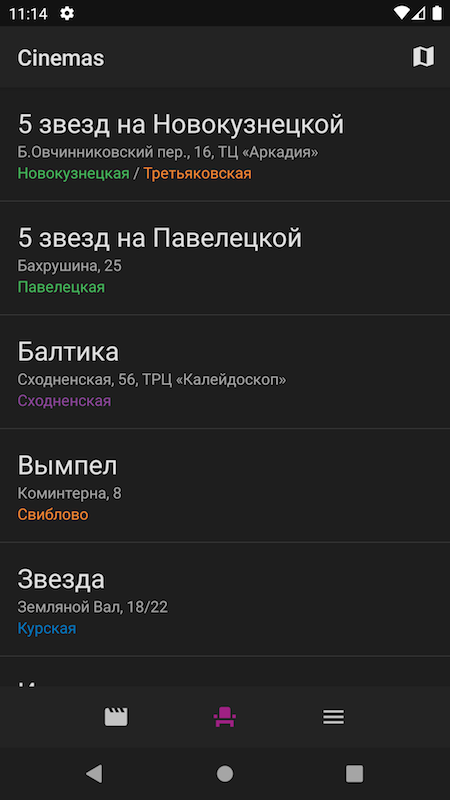 11:14
Cinemas
5 звезд на Новокузнецкой
Б.Овчинниковский пер., 16, ТЦ «Аркадия»
Новокузнецкая / Третьяковская
5 звезд на Павелецкой
Бахрушина, 25
Павелецкая
Балтика
Сходненская, 56, ТРЦ «Калейдоскоп»
Сходненская
Вымпел
Коминтерна, 8
Свиблово
Звезда
Земляной Вал, 18/22
Курская